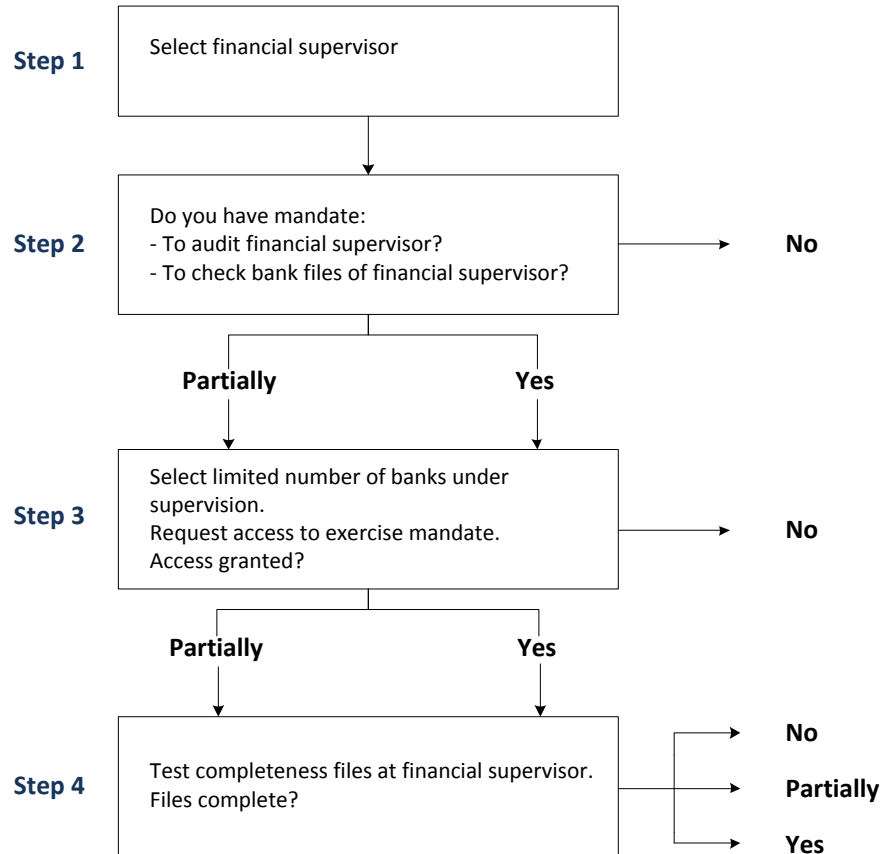 Step 1
Select financial supervisor
Step 2
Do you have mandate:
- To audit financial supervisor?
- To check bank files of financial supervisor?
No
Partially
Yes
Step 3
Select limited number of banks under
supervision.
Request access to exercise mandate.
Access granted?
No
Partially
Yes
Step 4
Test completeness files at financial supervisor.
Files complete?
No
Partially
Yes